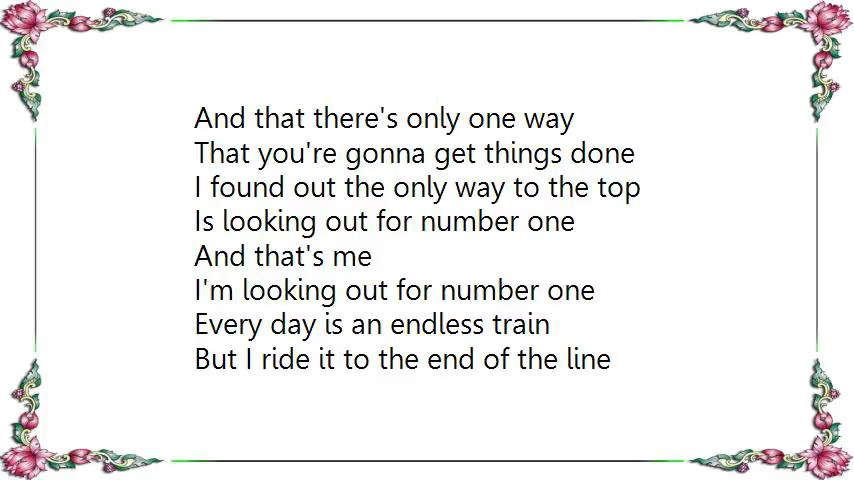 And that there's only one way
That you're gonna get things done
I found out the only way to the top
Is looking out for number one
And that's me
I'm looking out for number one
Every day is an endless train
But I ride it to the end of the line